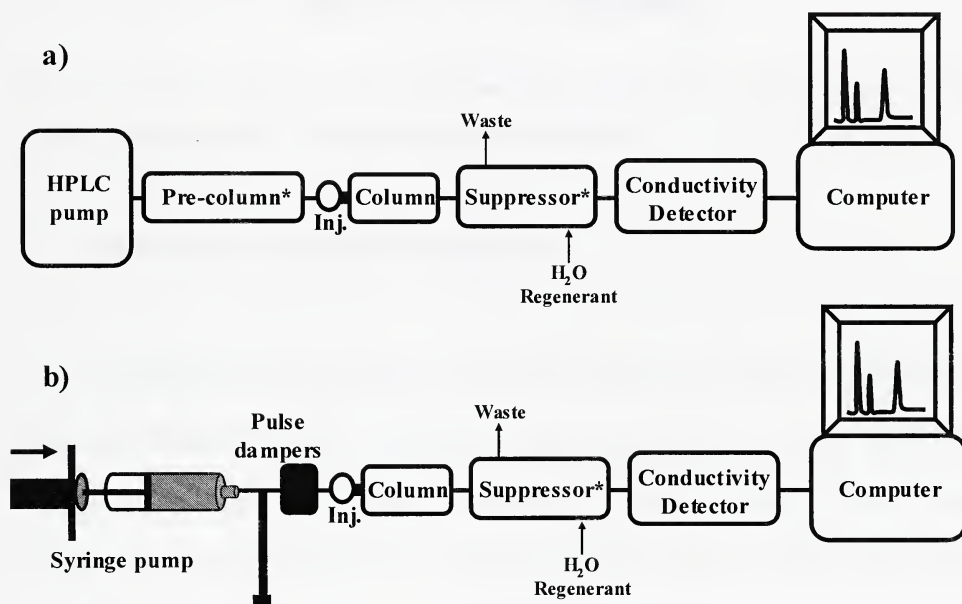 a)
HPLC
pump
Pre-column*
Inj.
Column
Waste
Suppressor*
H₂O
Regenerant
Conductivity
Detector
Computer
b)
Syringe pump
Pulse
dampers
Inj.
Column
Waste
Suppressor*
H₂O
Regenerant
Conductivity
Detector
Computer